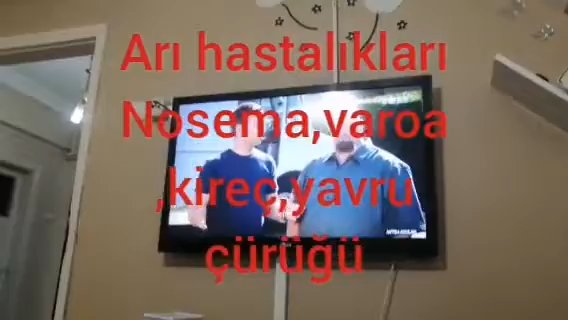 Arı hastalıkları
Nosema,varoa
,kireç,yavru
çürüğü